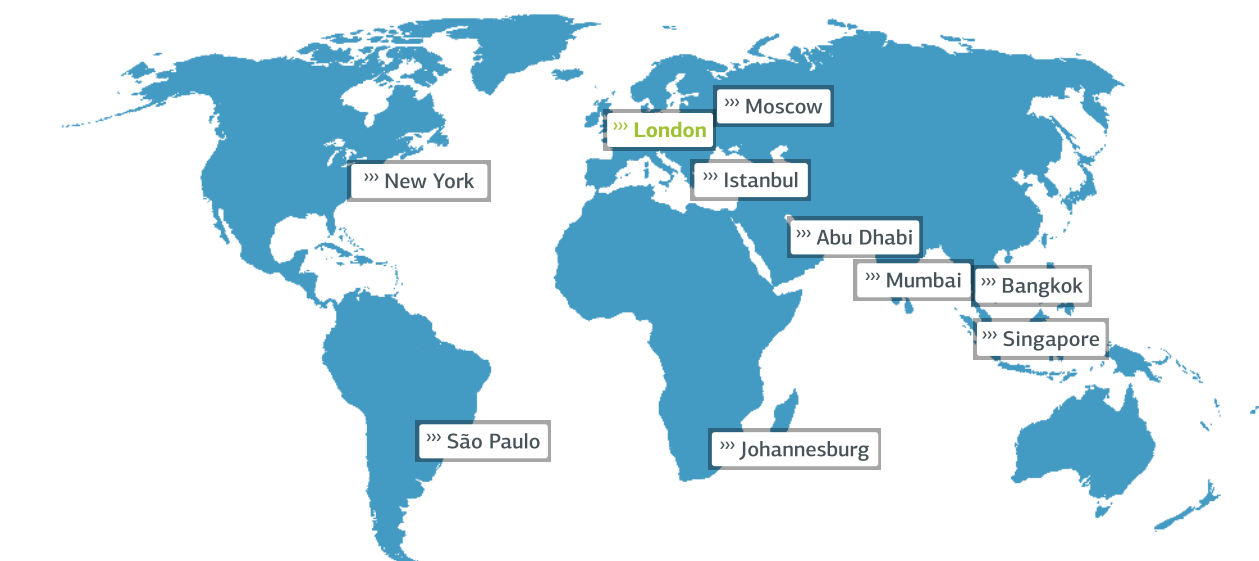 ››› Moscow
››› London
››› New York
››› Istanbul
››› Abu Dhabi
››› Mumbai
››› Bangkok
››› Singapore
››› São Paulo
››› Johannesburg